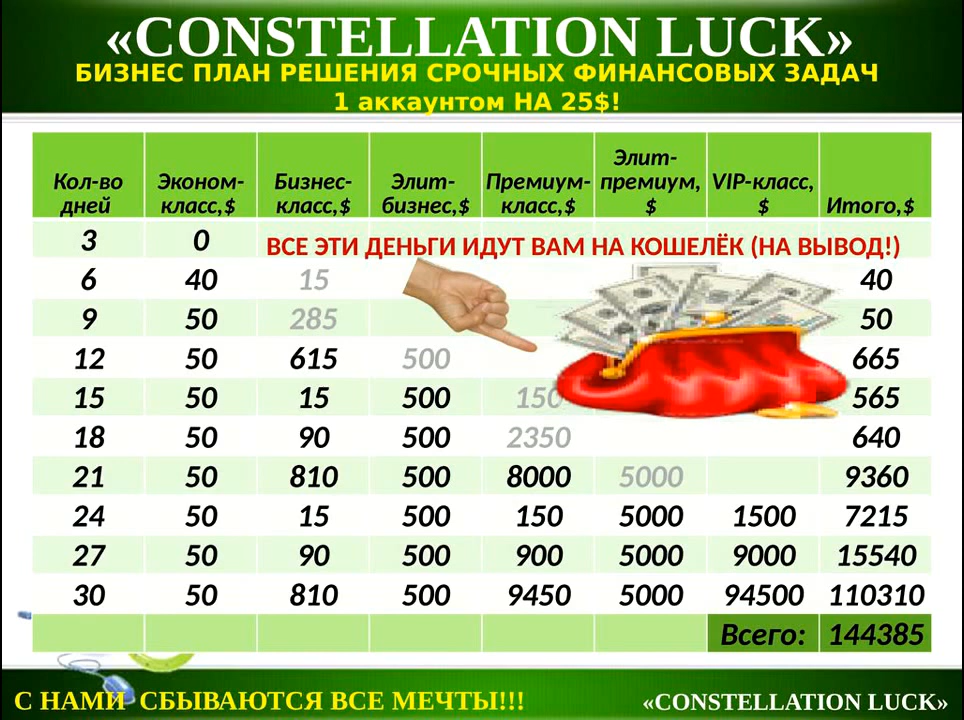 «CONSTELLATION LUCK»
БИЗНЕС ПЛАН РЕШЕНИЯ СРОЧНЫХ ФИНАНСОВЫХ ЗАДАЧ
1 аккаунтом НА 25$!
Кол-во дней Эконом-класс,$ Бизнес-класс,$ Элит-бизнес,$ Премиум-класс,$ Элит-премиум,$ VIP-класс,$ Итого,$
3 0
ВСЕ ЭТИ ДЕНЬГИ ИДУТ ВАМ НА КОШЕЛЁК (НА ВЫВОД!)
6 40 15 40
9 50 285 50
12 50 615 500 665
15 50 15 500 150 565
18 50 90 500 2350 640
21 50 810 500 8000 5000 9360
24 50 15 500 150 5000 1500 7215
27 50 90 500 900 5000 9000 15540
30 50 810 500 9450 5000 94500 110310
Всего: 144385
С НАМИ СБЫВАЮТСЯ ВСЕ МЕЧТЫ!!!
«CONSTELLATION LUCK»